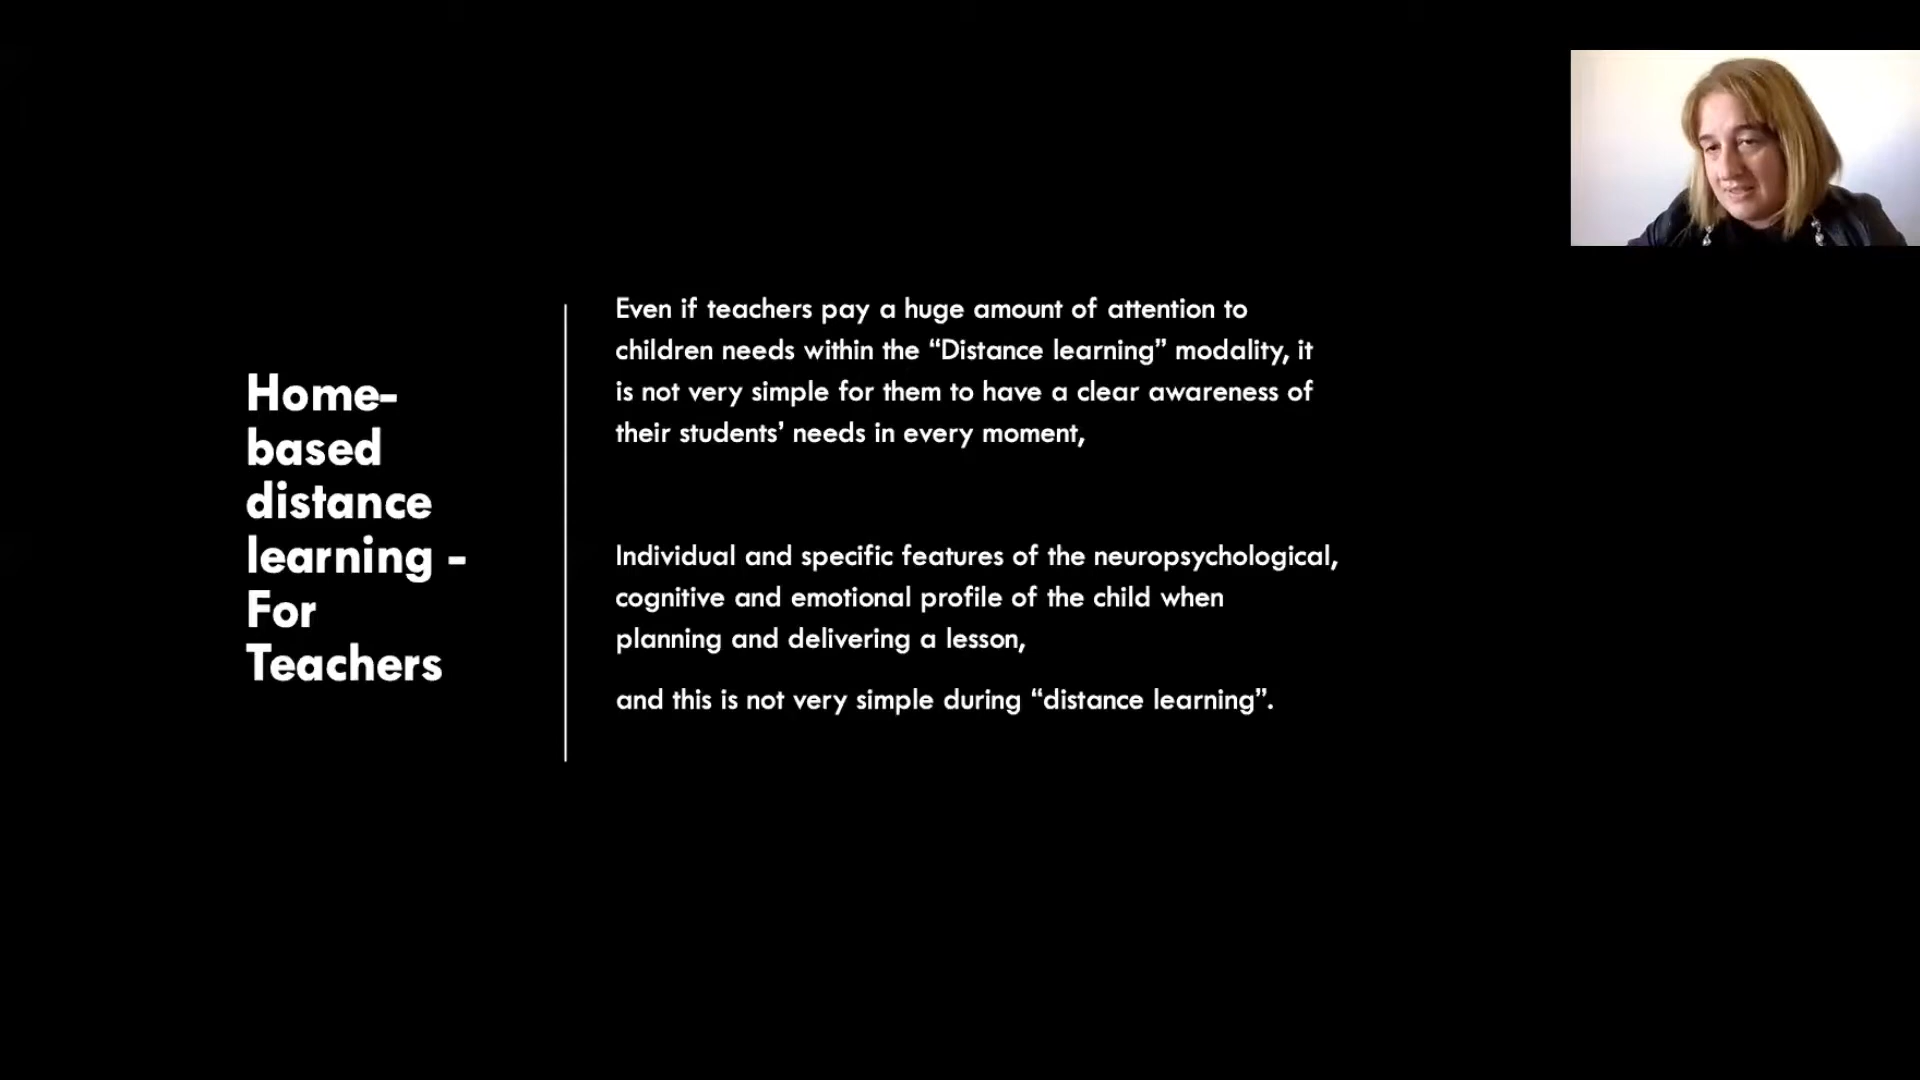 Home-
based
distance
learning -
For
Teachers
Even if teachers pay a huge amount of attention to
children needs within the “Distance learning” modality, it
is not very simple for them to have a clear awareness of
their students’ needs in every moment,
Individual and specific features of the neuropsychological,
cognitive and emotional profile of the child when
planning and delivering a lesson,
and this is not very simple during “distance learning”.